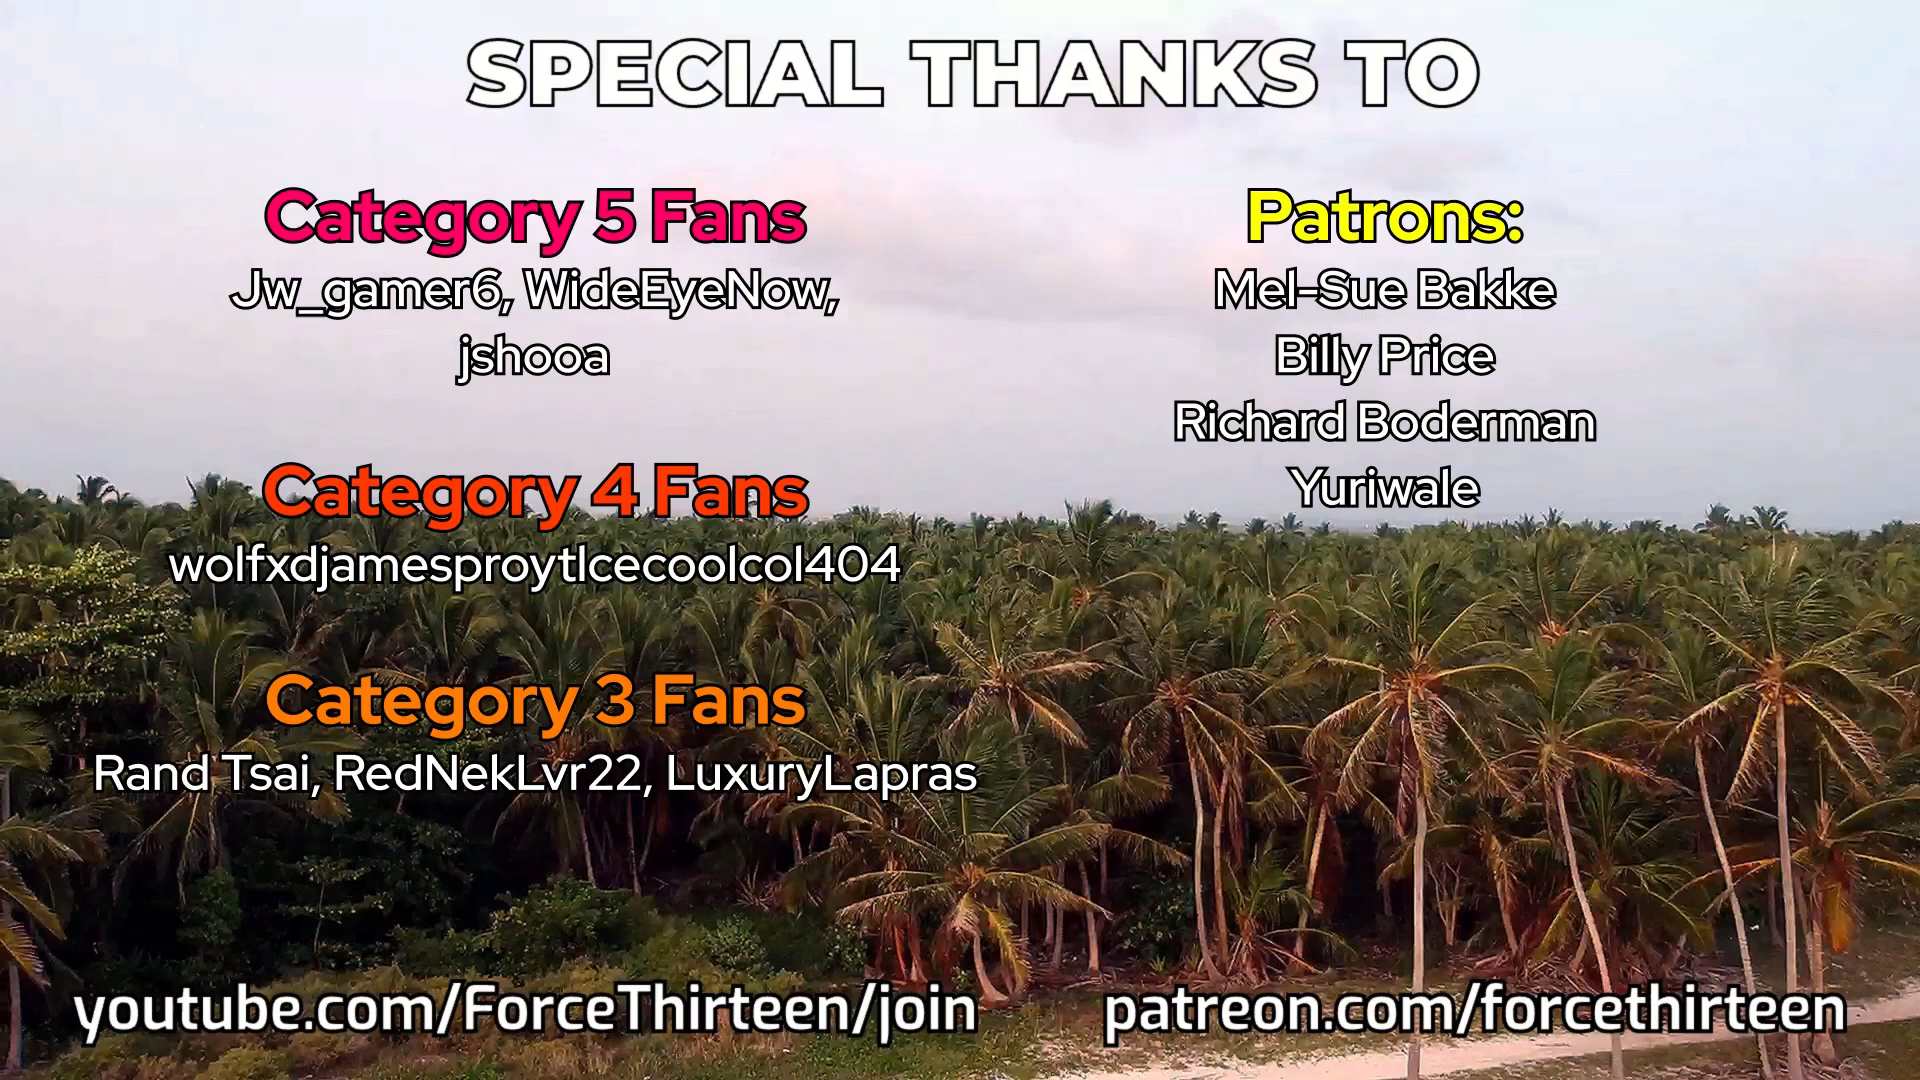 SPECIAL THANKS TO
Category 5 Fans
Jw_gamer6, WideEyeNow,
jshooa
Category 4 Fans
wolfxdjamesproytlcecoolcol404
Category 3 Fans
Rand Tsai, RedNekLvr22, LuxuryLapras
Patrons:
Mel-Sue Bakke
Billy Price
Richard Boderman
Yuriwale
youtube.com/ForceThirteen/join
patreon.com/forcethirteen